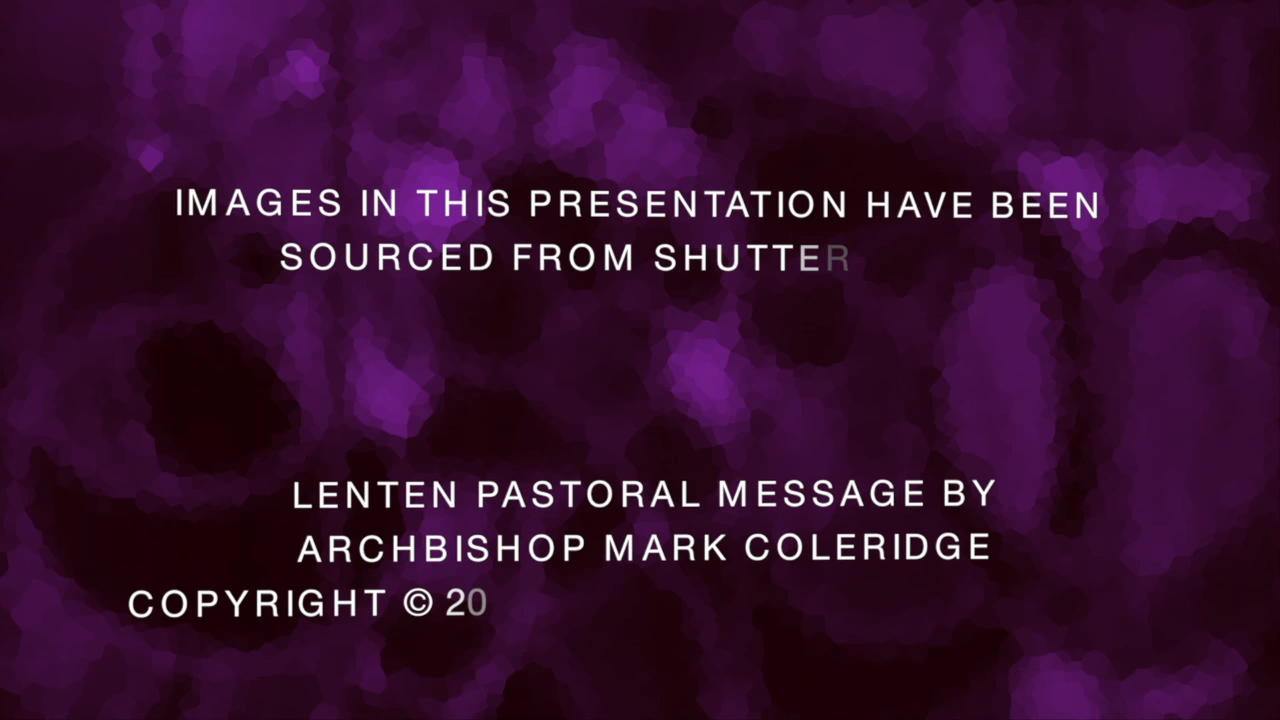 IMAGES IN THIS PRESENTATION HAVE BEEN
SOURCED FROM SHUTTER
LENTEN PASTORAL MESSAGE BY
ARCHBISHOP MARK COLERIDGE
COPYRIGHT © 20